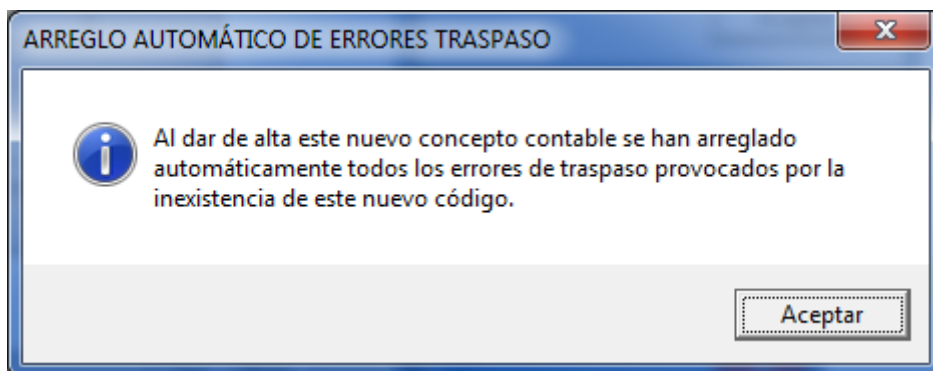 ARREGLO AUTOMÁTICO DE ERRORES TRASPASO
Al dar de alta este nuevo concepto contable se han arreglado
automáticamente todos los errores de traspaso provocados por la
inexistencia de este nuevo código.
Aceptar